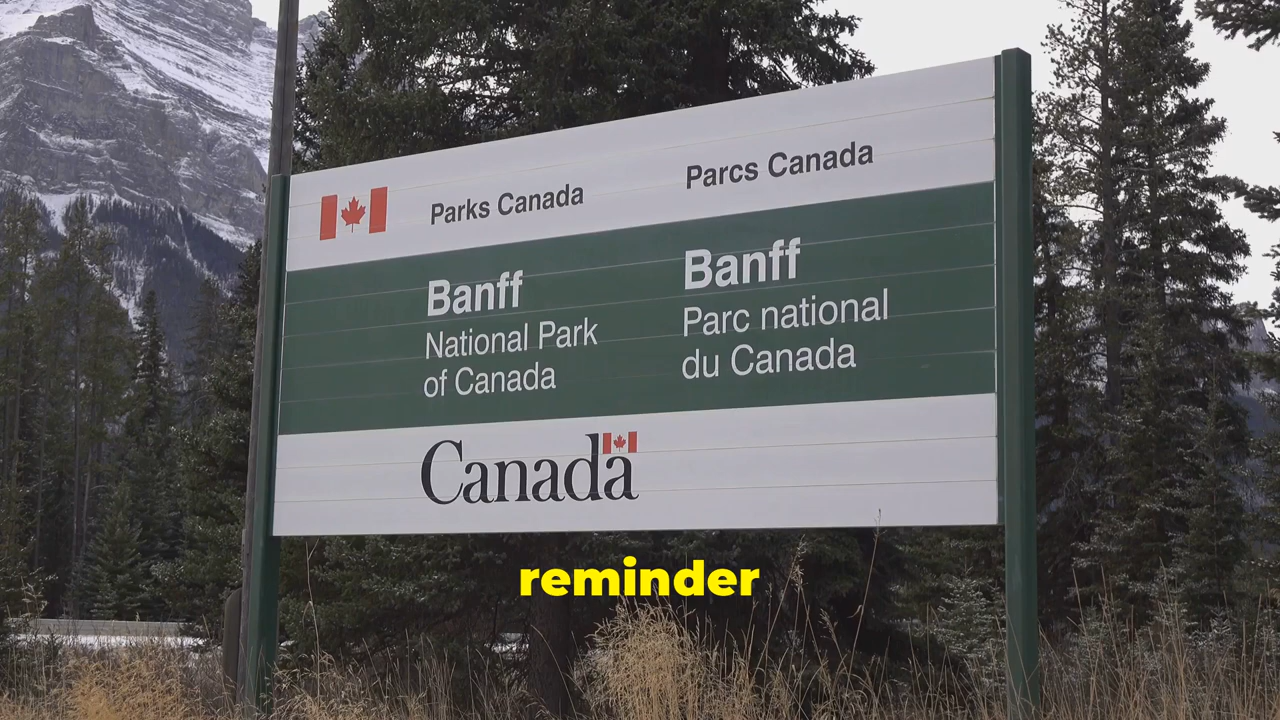 Parks Canada
Parcs Canada
Banff
National Park
of Canada
Banff
Parc national
du Canada
Canada
reminder